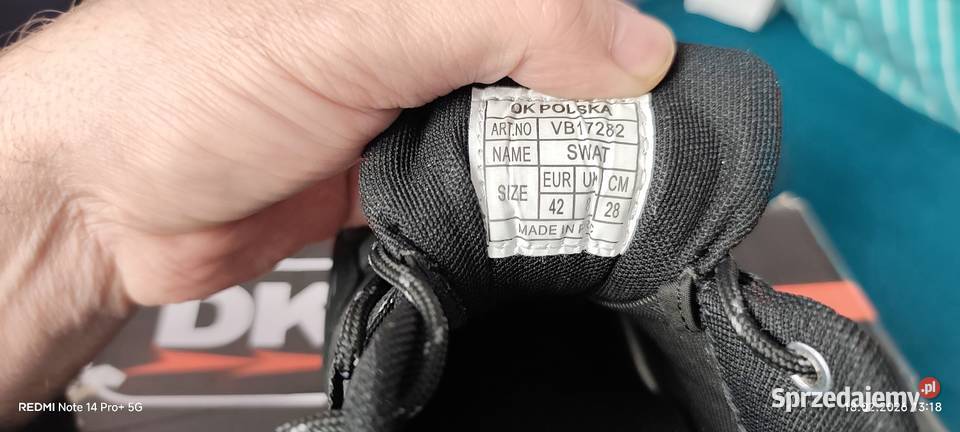 DK POLSKA
ART.NO VB17282
NAME SWAT
SIZE EUR CM
42 28
MADE IN
DK
REDMI Note 14 Pro+ 5G
Sprzedajemy.pl